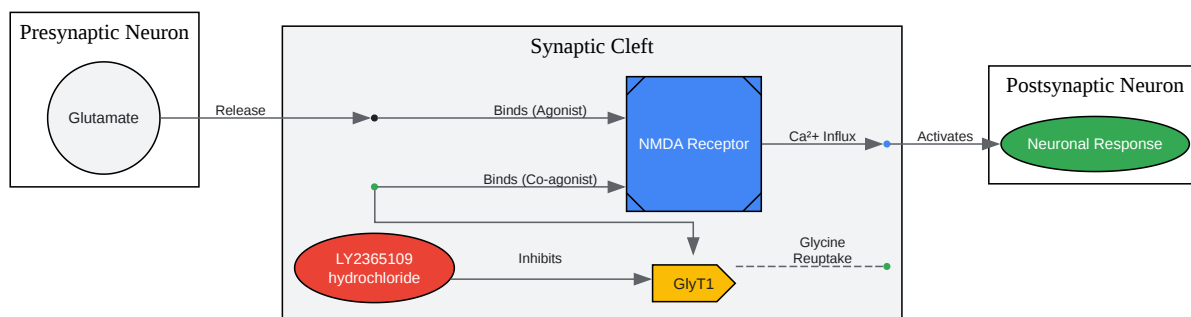 Presynaptic Neuron
Glutamate
Release
Synaptic Cleft
Binds (Agonist)
NMDA Receptor
Ca²+ Influx
Activates
Postsynaptic Neuron
Neuronal Response
Binds (Co-agonist)
LY2365109
hydrochloride
Inhibits
GlyT1
Glycine
Reuptake